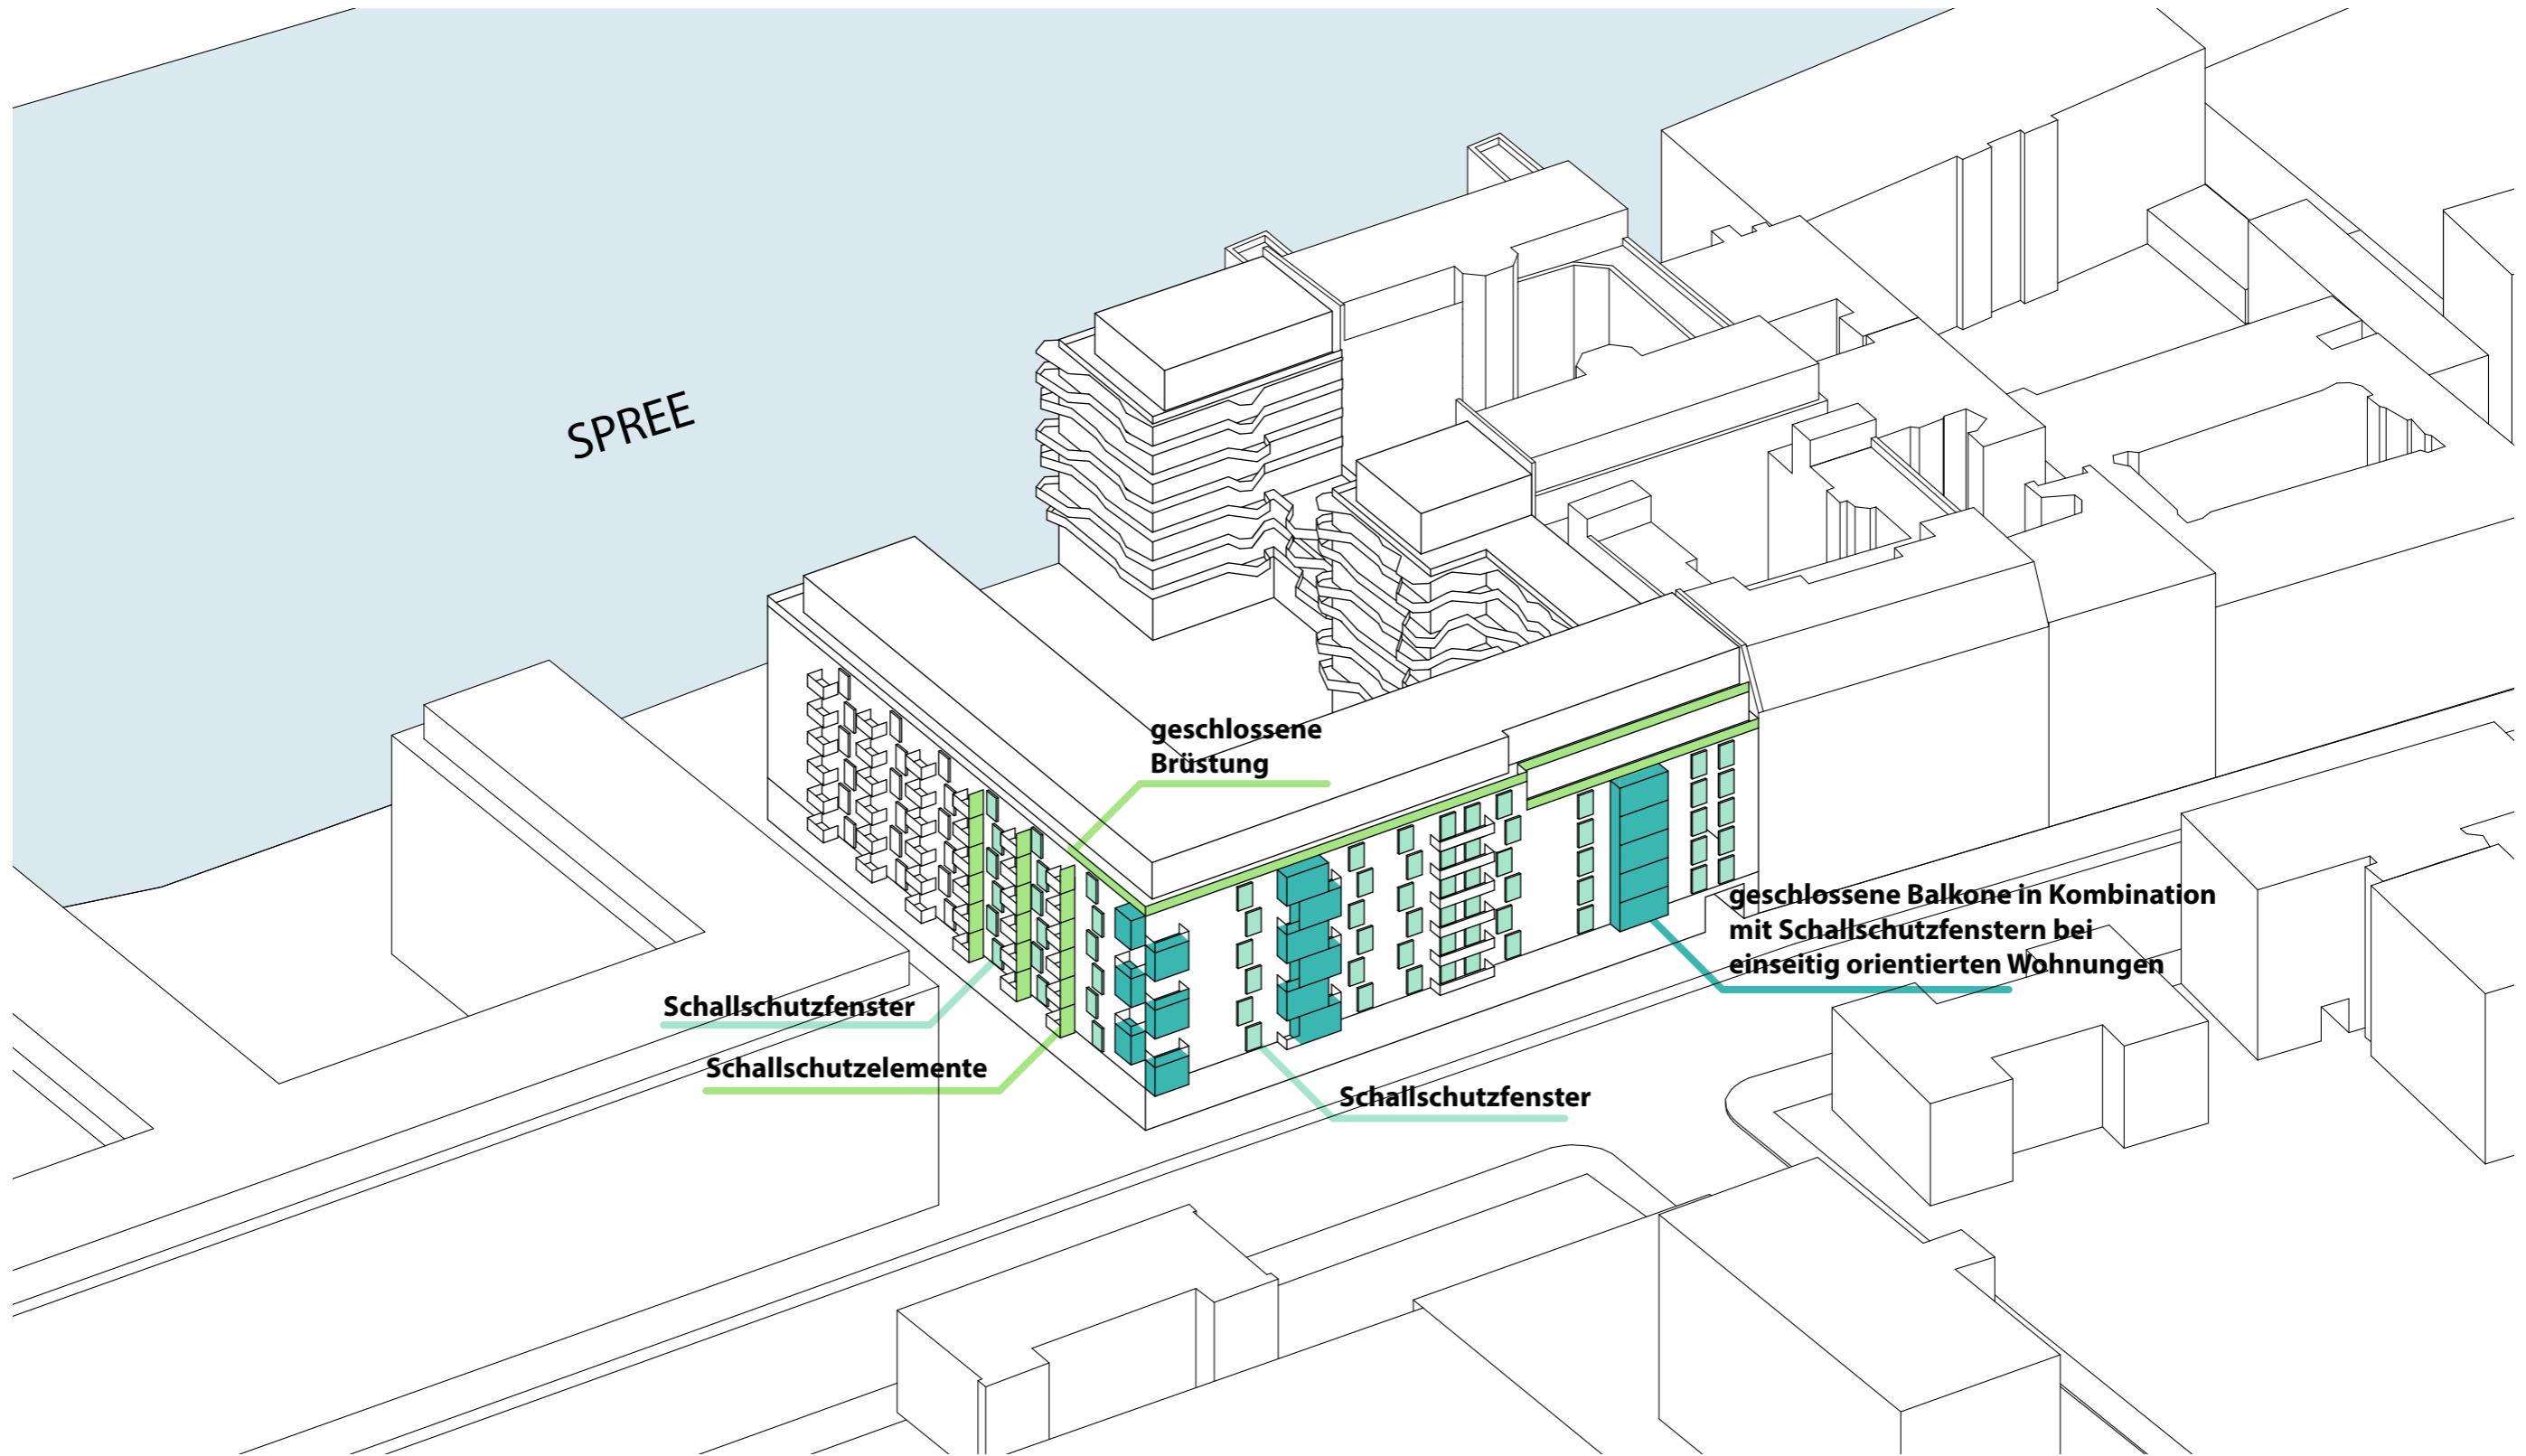 SPREE
geschlossene
Brüstung
geschlossene Balkone in Kombination
mit Schallschutzfenstern bei
einseitig orientierten Wohnungen
Schallschutzfenster
Schallschutzelemente
Schallschutzfenster